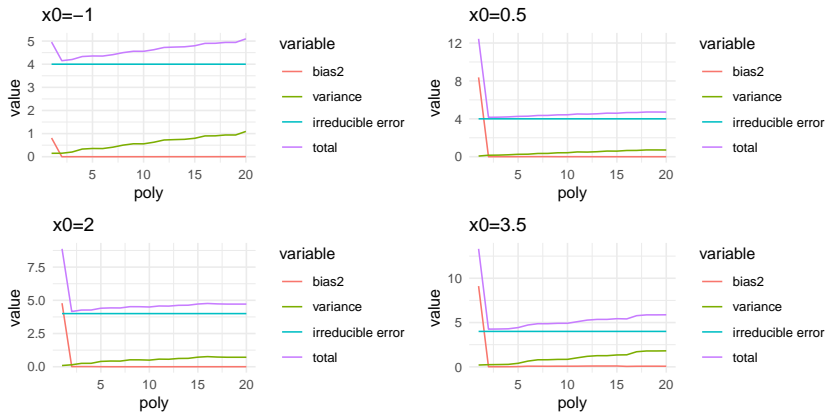 x0=−1
value
5
4
3
2
1
0
5
10
15
20
poly
variable
bias2
variance
irreducible error
total
x0=0.5
value
12
8
4
0
5
10
15
20
poly
variable
bias2
variance
irreducible error
total
x0=2
value
7.5
5.0
2.5
0.0
5
10
15
20
poly
variable
bias2
variance
irreducible error
total
x0=3.5
value
10
5
0
5
10
15
20
poly
variable
bias2
variance
irreducible error
total